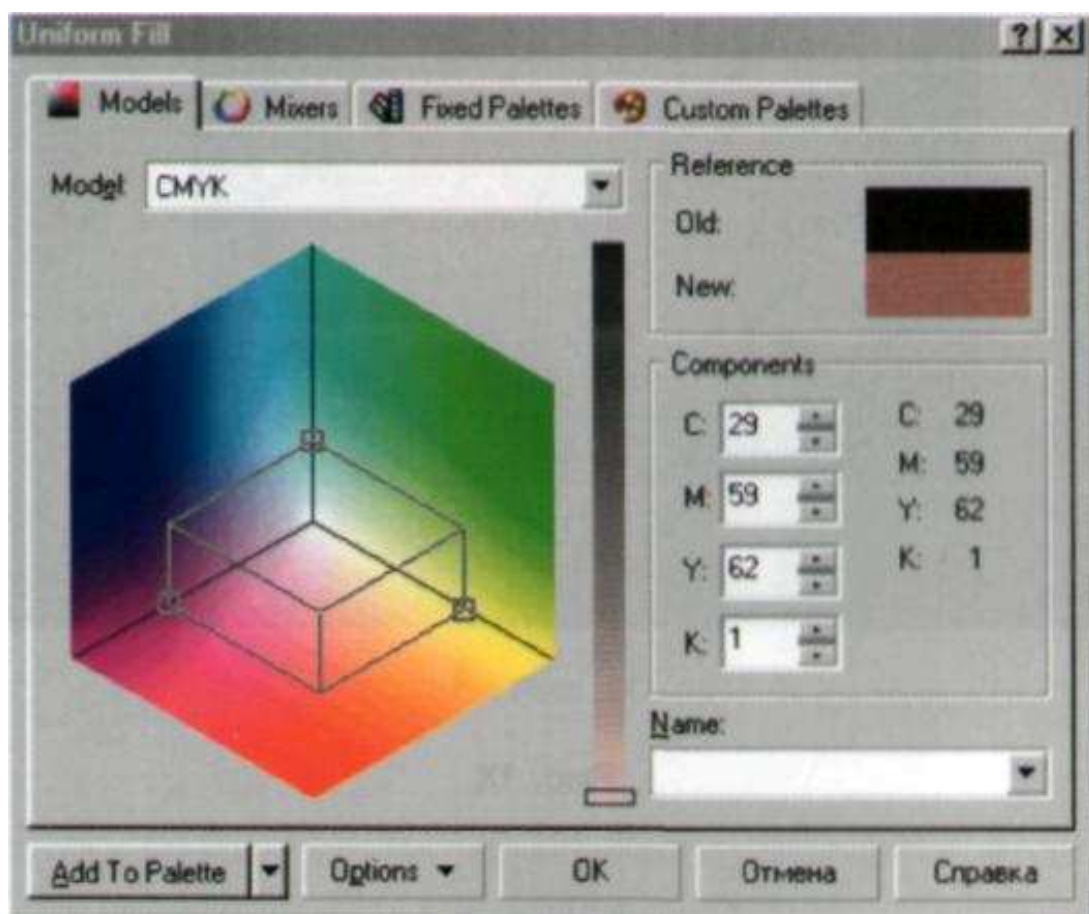 Uniform Fill
Models Mixers Fixed Palettes Custom Palettes
Model: CMYK
Reference
Old:
New:
Components
C: 29 C: 29
M: 59 M: 59
Y: 62 Y: 62
K: 1 K: 1
Name:
Add To Palette Options OK Отмена Справка